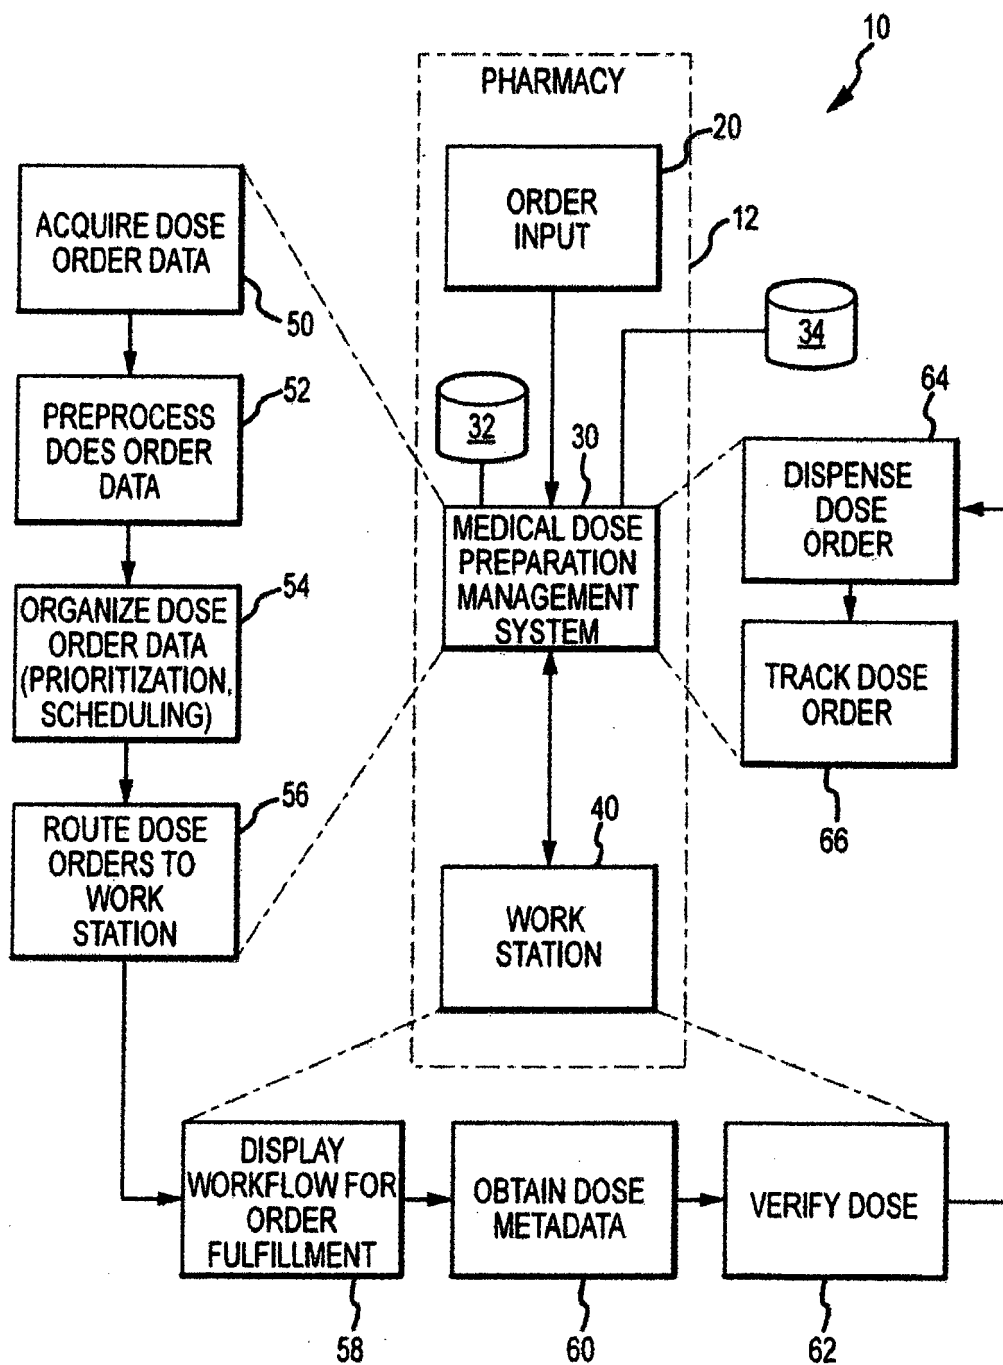 10
PHARMACY
20
ORDER
INPUT
12
ACQUIRE DOSE
ORDER DATA
50
34
52
PREPROCESS
DOES ORDER
DATA
32
30
MEDICAL DOSE
PREPARATION
MANAGEMENT
SYSTEM
64
DISPENSE
DOSE
ORDER
54
ORGANIZE DOSE
ORDER DATA
(PRIORITIZATION,
SCHEDULING)
TRACK DOSE
ORDER
66
56
ROUTE DOSE
ORDERS TO
WORK
STATION
40
WORK
STATION
DISPLAY
WORKFLOW FOR
ORDER
FULFILLMENT
58
OBTAIN DOSE
METADATA
60
VERIFY DOSE
62